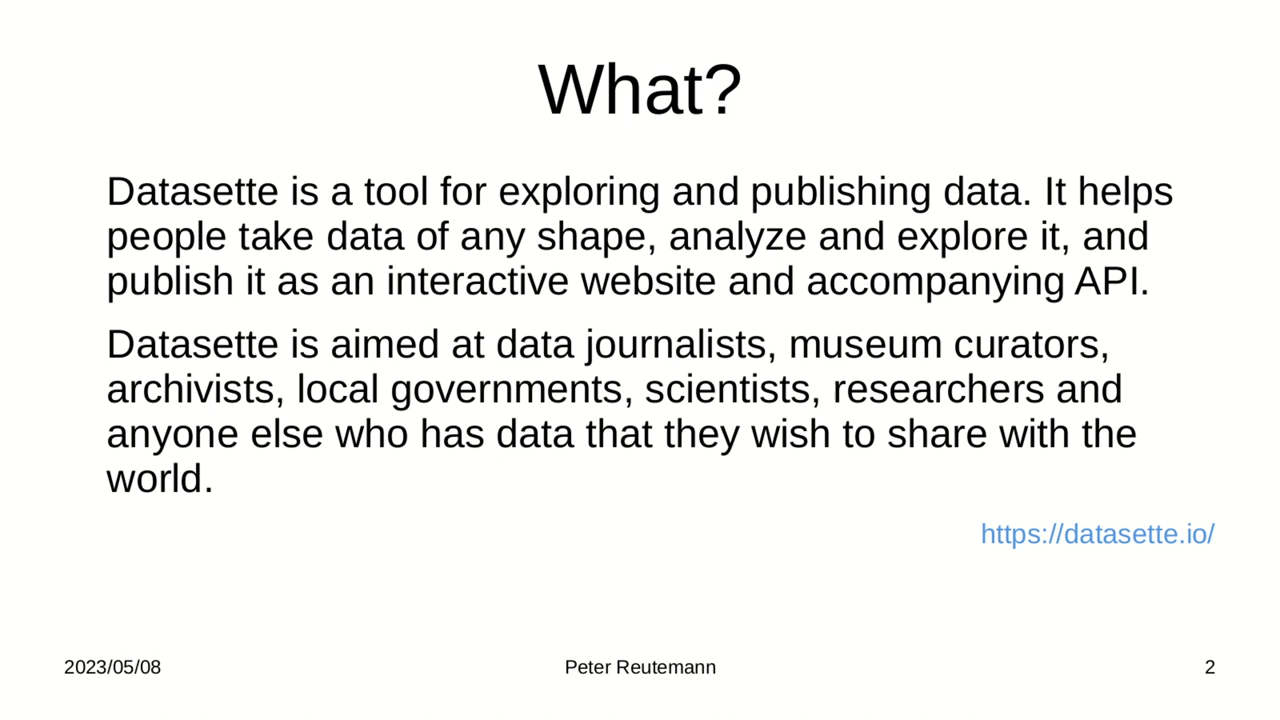 What?
Datasette is a tool for exploring and publishing data. It helps
people take data of any shape, analyze and explore it, and
publish it as an interactive website and accompanying API.
Datasette is aimed at data journalists, museum curators,
archivists, local governments, scientists, researchers and
anyone else who has data that they wish to share with the
world.
https://datasette.io/
2023/05/08
Peter Reutemann
2